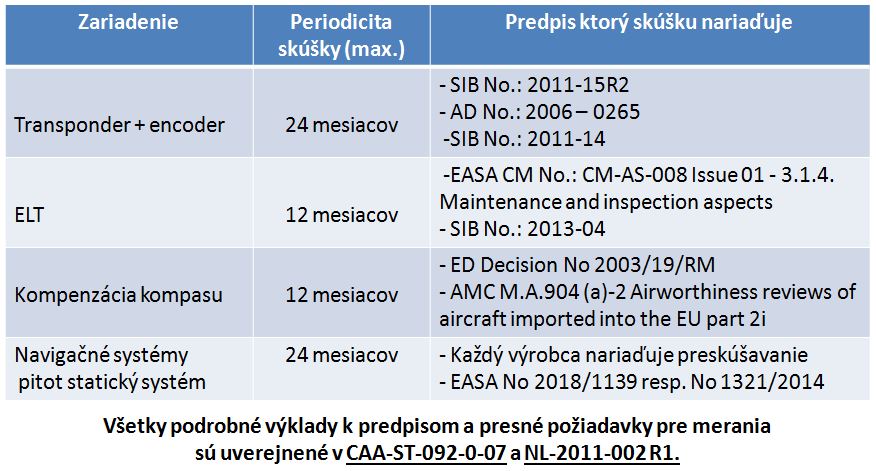 Zariadenie
Periodicita
skúšky (max.)
Predpis ktorý skúšku nariaďuje
Transponder + encoder
24 mesiacov
- SIB No.: 2011-15R2
- AD No.: 2006 – 0265
-SIB No.: 2011-14
ELT
12 mesiacov
-EASA CM No.: CM-AS-008 Issue 01 - 3.1.4.
Maintenance and inspection aspects
- SIB No.: 2013-04
Kompenzácia kompasu
12 mesiacov
- ED Decision No 2003/19/RM
- AMC M.A.904 (a)-2 Airworthiness reviews of
aircraft imported into the EU part 2i
Navigačné systémy
pitot statický systém
24 mesiacov
- Každý výrobca nariaďuje preskúšavanie
- EASA No 2018/1139 resp. No 1321/2014
Všetky podrobné výklady k predpisom a presné požiadavky pre merania
sú uverejnené v CAA-ST-092-0-07 a NL-2011-002 R1.